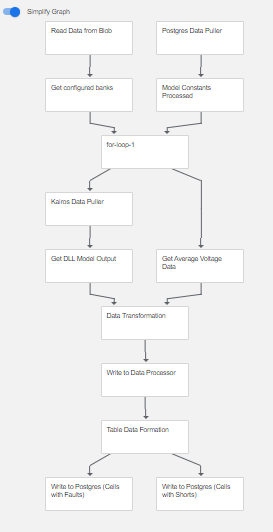 Simplify Graph
Read Data from Blob
Postgres Data Puller
Get configured banks
Model Constants
Processed
for-loop-1
Kairos Data Puller
Get DLL Model Output
Get Average Voltage
Data
Data Transformation
Write to Data Processor
Table Data Formation
Write to Postgres (Cells
with Faults)
Write to Postgres (Cells
with Shorts)